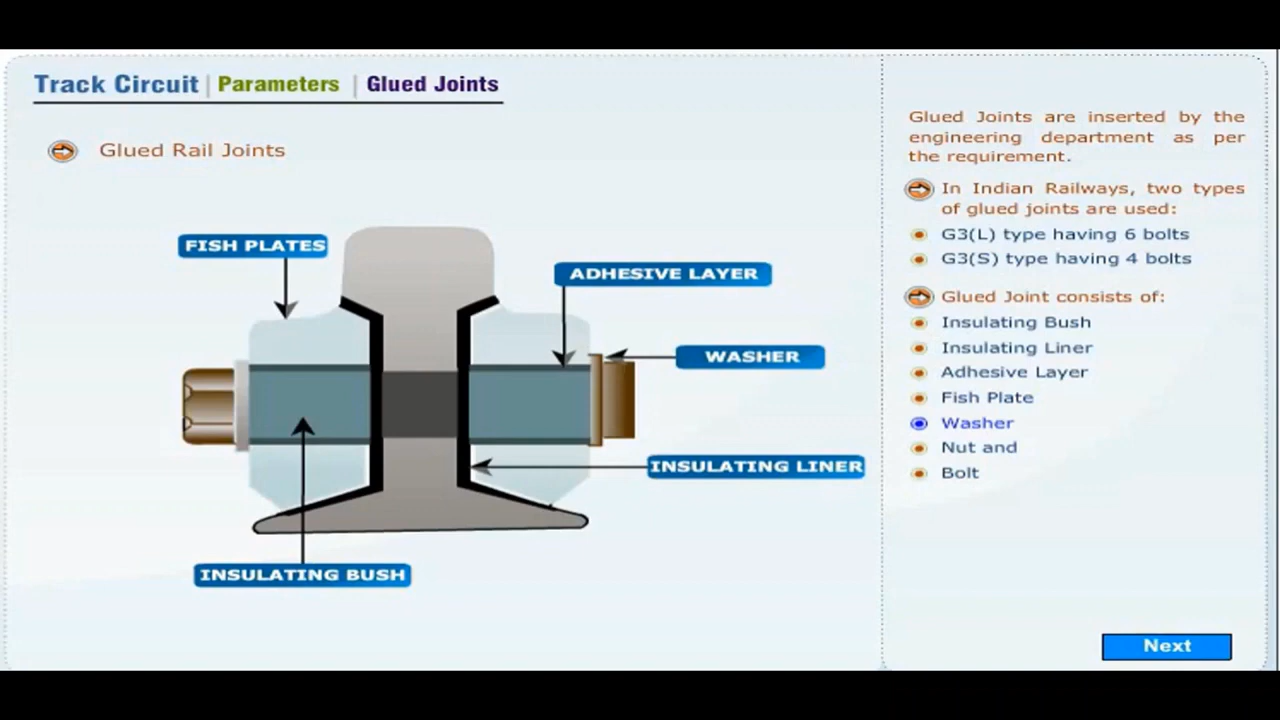 Track Circuit | Parameters | Glued Joints
Glued Rail Joints
FISH PLATES
ADHESIVE LAYER
WASHER
INSULATING LINER
INSULATING BUSH
Glued Joints are inserted by the
engineering department as per
the requirement.
In Indian Railways, two types
of glued joints are used:
G3(L) type having 6 bolts
G3(S) type having 4 bolts
Glued Joint consists of:
Insulating Bush
Insulating Liner
Adhesive Layer
Fish Plate
Washer
Nut and
Bolt
Next